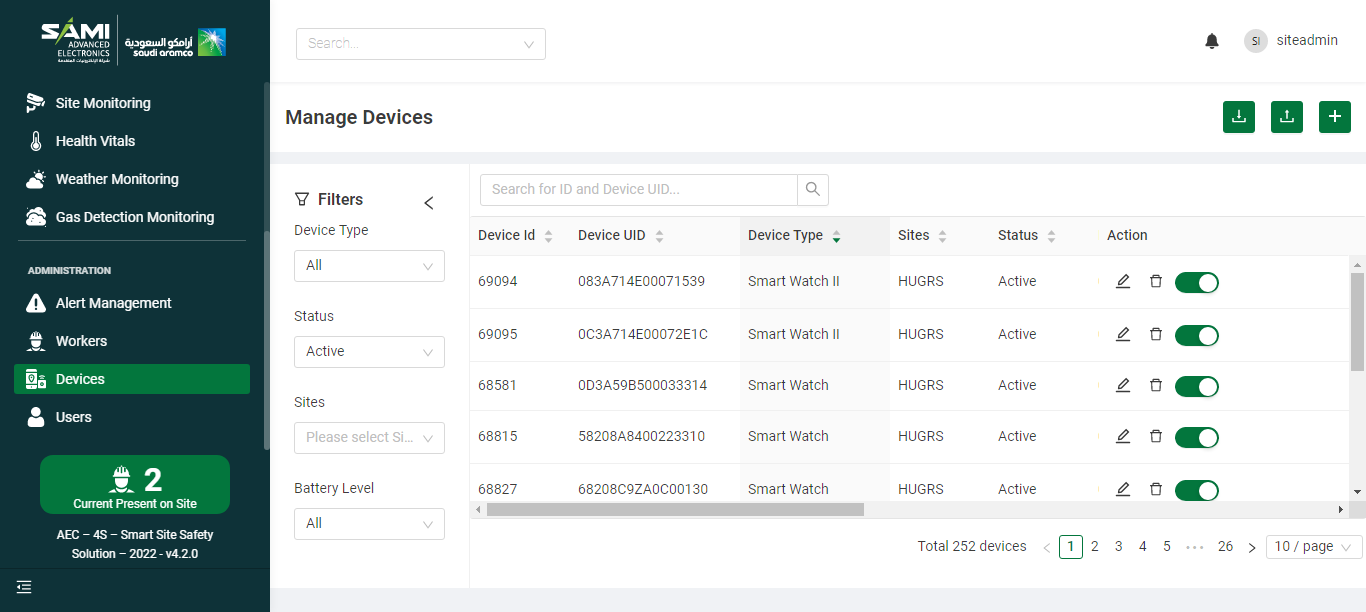 SAMI
ADVANCED
ELECTRONICS
أرامكو السعودية
saudi aramco
Search...
SI
siteadmin
Site Monitoring
Health Vitals
Weather Monitoring
Gas Detection Monitoring
ADMINISTRATION
Alert Management
Workers
Devices
Users
2
Current Present on Site
AEC – 4S – Smart Site Safety
Solution – 2022 - v4.2.0
Manage Devices
Filters
Device Type
All
Status
Active
Sites
Please select Si...
Battery Level
All
Search for ID and Device UID...
Device Id Device UID Device Type Sites Status Action
69094 083A714E00071539 Smart Watch II HUGRS Active
69095 0C3A714E00072E1C Smart Watch II HUGRS Active
68581 0D3A59B500033314 Smart Watch HUGRS Active
68815 58208A8400223310 Smart Watch HUGRS Active
68827 68208C9ZA0C00130 Smart Watch HUGRS Active
Total 252 devices < 1 2 3 4 5 ••• 26 > 10 / page